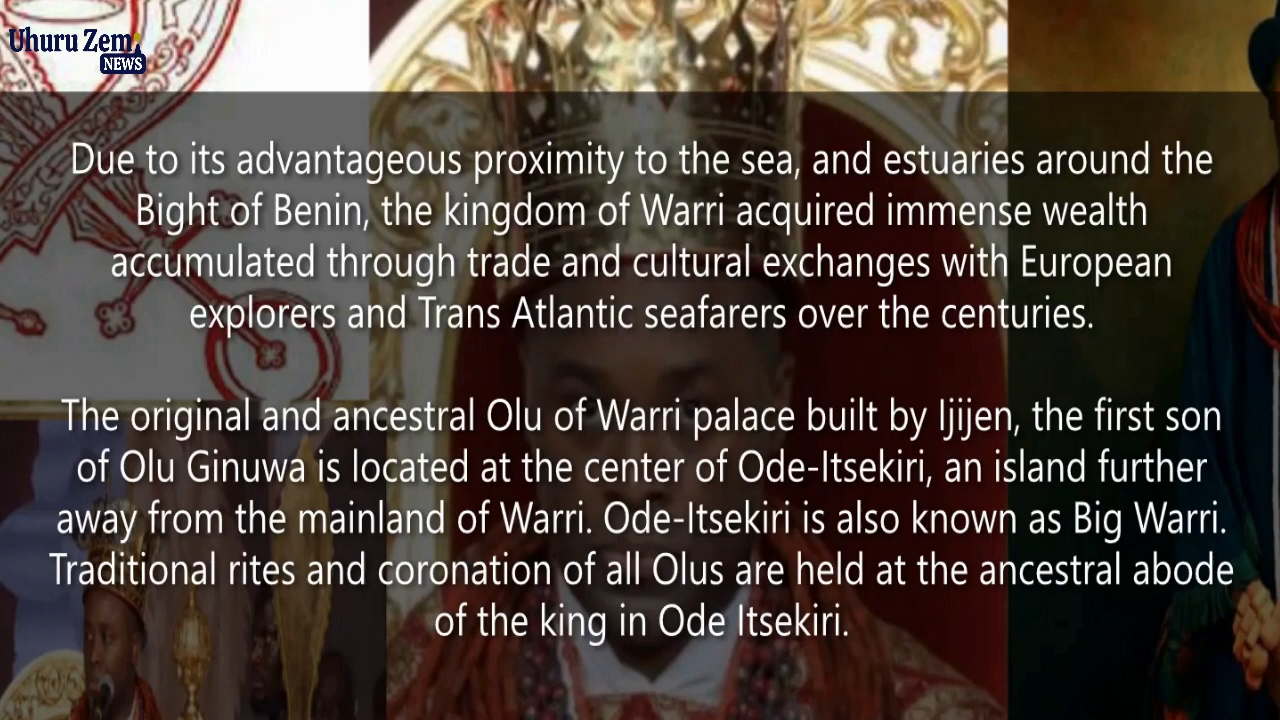 Uhuru Zem
NEWS
Due to its advantageous proximity to the sea, and estuaries around the
Bight of Benin, the kingdom of Warri acquired immense wealth
accumulated through trade and cultural exchanges with European
explorers and Trans Atlantic seafarers over the centuries.
The original and ancestral Olu of Warri palace built by Ijijen, the first son
of Olu Ginuwa is located at the center of Ode-Itsekiri, an island further
away from the mainland of Warri. Ode-Itsekiri is also known as Big Warri.
Traditional rites and coronation of all Olus are held at the ancestral abode
of the king in Ode Itsekiri.